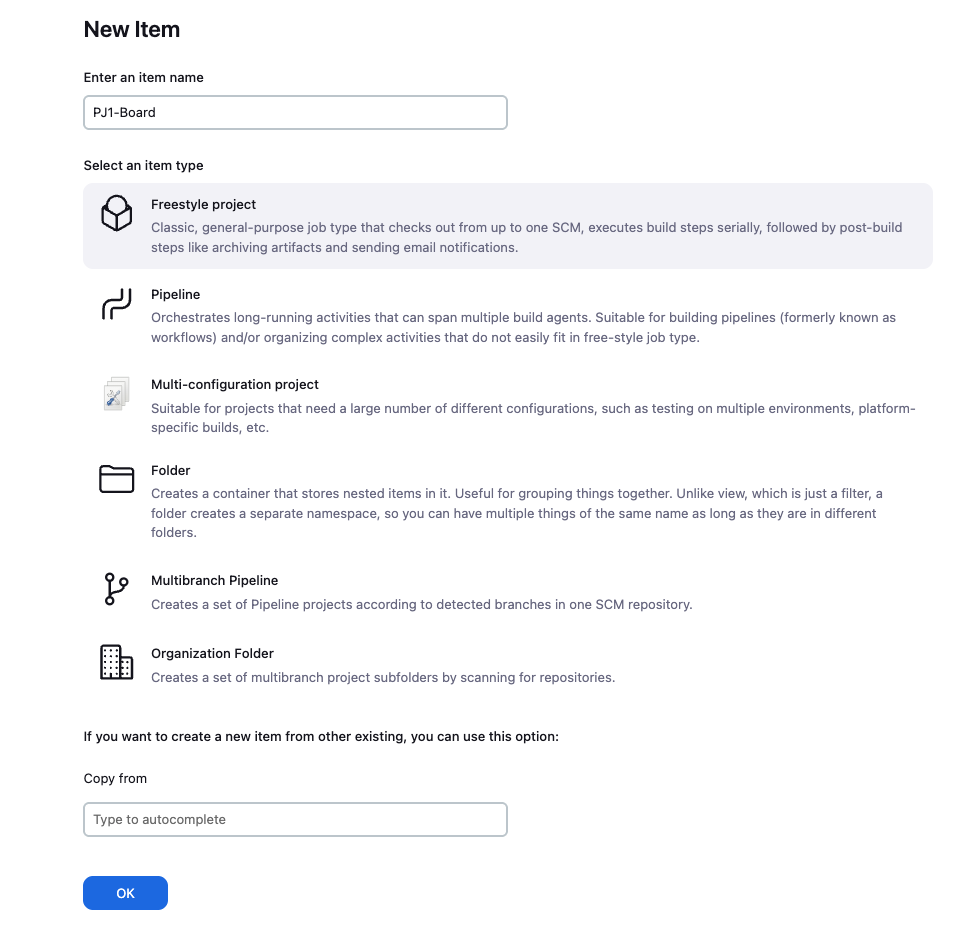 New Item
Enter an item name
PJ1-Board
Select an item type
Freestyle project
Classic, general-purpose job type that checks out from up to one SCM, executes build steps serially, followed by post-build
steps like archiving artifacts and sending email notifications.
Pipeline
Orchestrates long-running activities that can span multiple build agents. Suitable for building pipelines (formerly known as
workflows) and/or organizing complex activities that do not easily fit in free-style job type.
Multi-configuration project
Suitable for projects that need a large number of different configurations, such as testing on multiple environments, platform-
specific builds, etc.
Folder
Creates a container that stores nested items in it. Useful for grouping things together. Unlike view, which is just a filter, a
folder creates a separate namespace, so you can have multiple things of the same name as long as they are in different
folders.
Multibranch Pipeline
Creates a set of Pipeline projects according to detected branches in one SCM repository.
Organization Folder
Creates a set of multibranch project subfolders by scanning for repositories.
If you want to create a new item from other existing, you can use this option:
Copy from
Type to autocomplete
OK